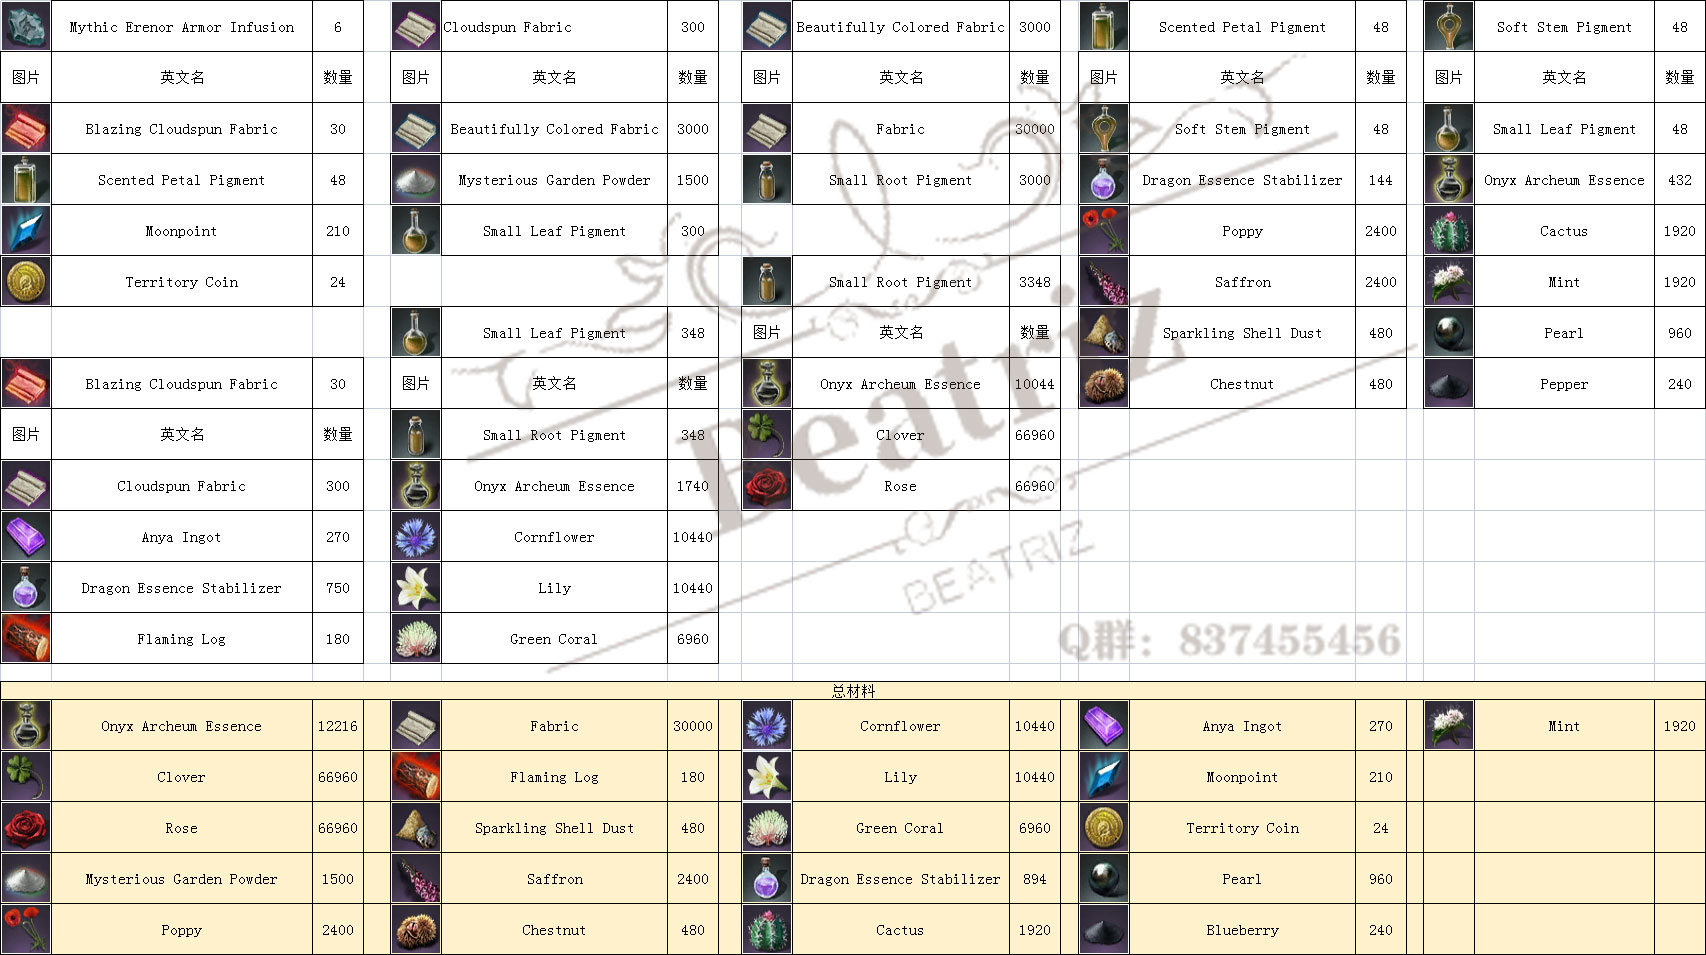 Mythic Erenor Armor Infusion 6 Cloudspun Fabric 300 Beautifully Colored Fabric 3000 Scented Petal Pigment 48 Soft Stem Pigment 48
图片 英文名 数量 图片 英文名 数量 图片 英文名 数量 图片 英文名 数量 图片 英文名 数量
Blazing Cloudspun Fabric 30 Beautifully Colored Fabric 3000 Fabric 30000 Soft Stem Pigment 48 Small Leaf Pigment 48
Scented Petal Pigment 48 Mysterious Garden Powder 1500 Small Root Pigment 3000 Dragon Essence Stabilizer 144 Onyx Archeum Essence 432
Moonpoint 210 Small Leaf Pigment 300 Poppy 2400 Cactus 1920
Territory Coin 24 Small Root Pigment 3348 Saffron 2400 Mint 1920
Small Leaf Pigment 348 图片 英文名 数量 Sparkling Shell Dust 480 Pearl 960
Blazing Cloudspun Fabric 30 图片 英文名 数量 Onyx Archeum Essence 10044 Chestnut 480 Pepper 240
图片 英文名 数量 Small Root Pigment 348 Clover 66960
Cloudspun Fabric 300 Onyx Archeum Essence 1740 Rose 66960
Anya Ingot 270 Cornflower 10440
Dragon Essence Stabilizer 750 Lily 10440
Flaming Log 180 Green Coral 6960
Beatriz
BEATRIZ
Q群：837455456
总材料
Onyx Archeum Essence 12216 Fabric 30000 Cornflower 10440 Anya Ingot 270 Mint 1920
Clover 66960 Flaming Log 180 Lily 10440 Moonpoint 210
Rose 66960 Sparkling Shell Dust 480 Green Coral 6960 Territory Coin 24
Mysterious Garden Powder 1500 Saffron 2400 Dragon Essence Stabilizer 894 Pearl 960
Poppy 2400 Chestnut 480 Cactus 1920 Blueberry 240